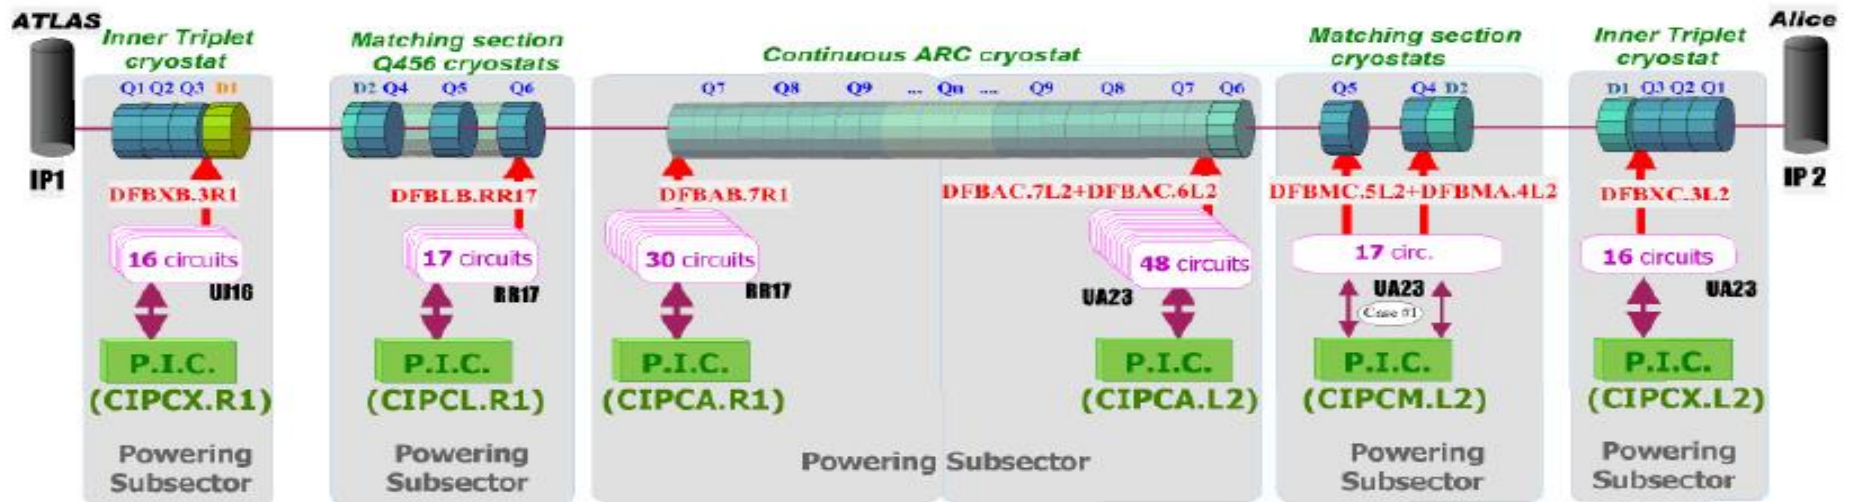 ATLAS
Alice
Inner Triplet
cryostat
Matching section
Q456 cryostats
Continuous ARC cryostat
Matching section
cryostats
Inner Triplet
cryostat
Q1 Q2 Q3 D1
D2 Q4 Q5 Q6
Q7 Q8 Q9 ... Qn .... Q9 Q8 Q7 Q6
Q5 Q4 D2
D1 Q3 Q2 Q1
IP1
IP 2
DFBXB.3R1
DFBLB.RR17
DFBAB.7R1
DFBAC.7L2+DFBAC.6L2
DFBMC.5L2+DFBMA.4L2
DFBXC.3L2
16 circuits
17 circuits
30 circuits
48 circuits
17 circ.
16 circuits
UJ16
RR17
RR17
UA23
UA23
UA23
Case #1
P.I.C.
P.I.C.
P.I.C.
P.I.C.
P.I.C.
P.I.C.
(CIPCX.R1)
(CIPCL.R1)
(CIPCA.R1)
(CIPCA.L2)
(CIPCM.L2)
(CIPCX.L2)
Powering
Subsector
Powering
Subsector
Powering Subsector
Powering
Subsector
Powering
Subsector